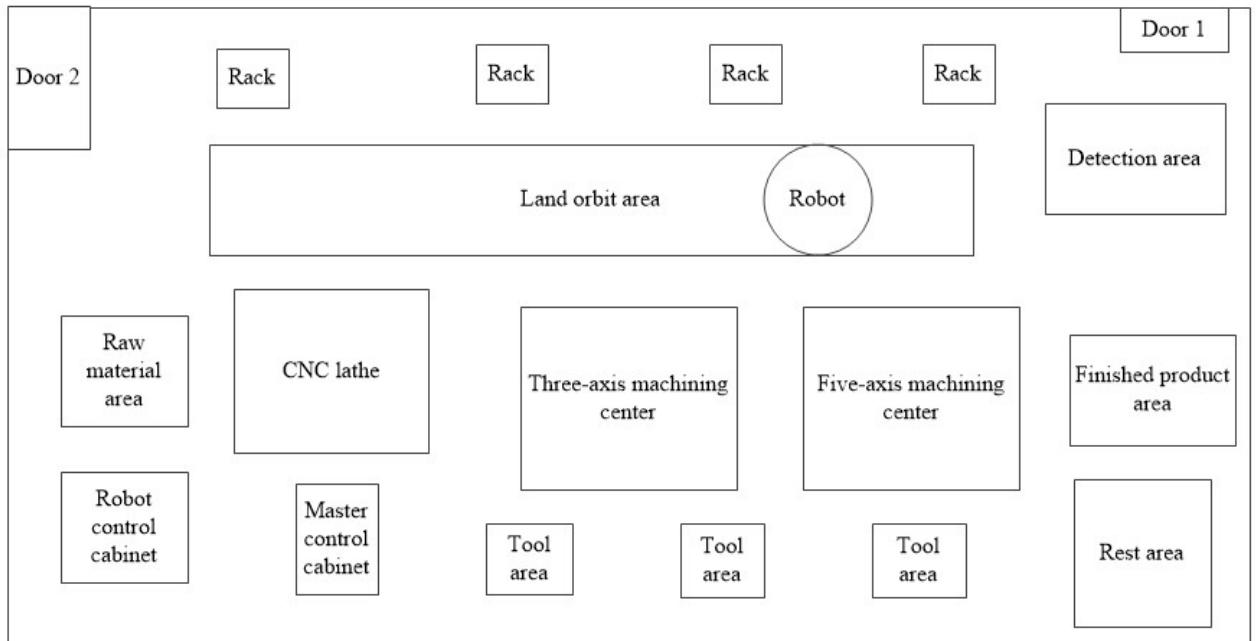 Door 1
Door 2
Rack
Rack
Rack
Rack
Detection area
Land orbit area
Robot
Raw
material
area
CNC lathe
Three-axis machining
center
Five-axis machining
center
Finished product
area
Robot
control
cabinet
Master
control
cabinet
Tool
area
Tool
area
Tool
area
Rest area